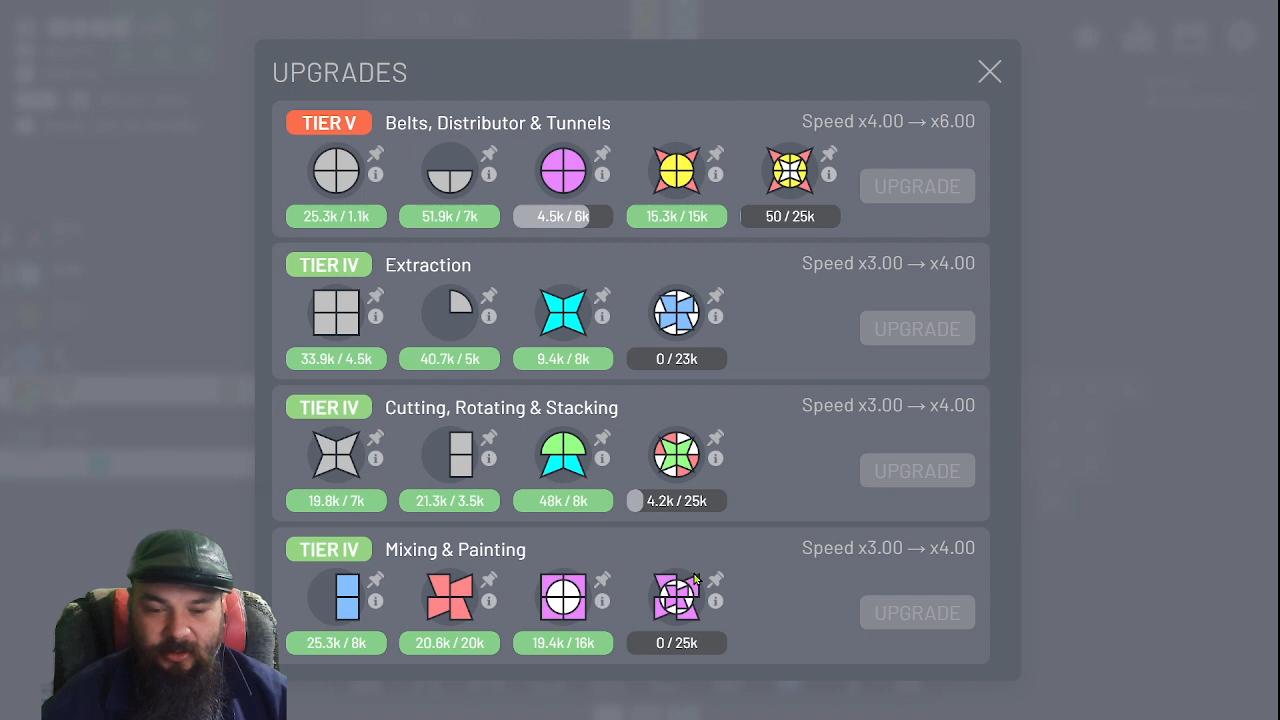 UPGRADES
TIER V Belts, Distributor & Tunnels Speed x4.00 → x6.00
25.3k / 1.1k 51.9k / 7k 4.5k / 6k 15.3k / 15k 50 / 25k UPGRADE
TIER IV Extraction Speed x3.00 → x4.00
33.9k / 4.5k 40.7k / 5k 9.4k / 8k 0 / 23k UPGRADE
TIER IV Cutting, Rotating & Stacking Speed x3.00 → x4.00
19.8k / 7k 21.3k / 3.5k 48k / 8k 4.2k / 25k UPGRADE
TIER IV Mixing & Painting Speed x3.00 → x4.00
25.3k / 8k 20.6k / 20k 19.4k / 16k 0 / 25k UPGRADE